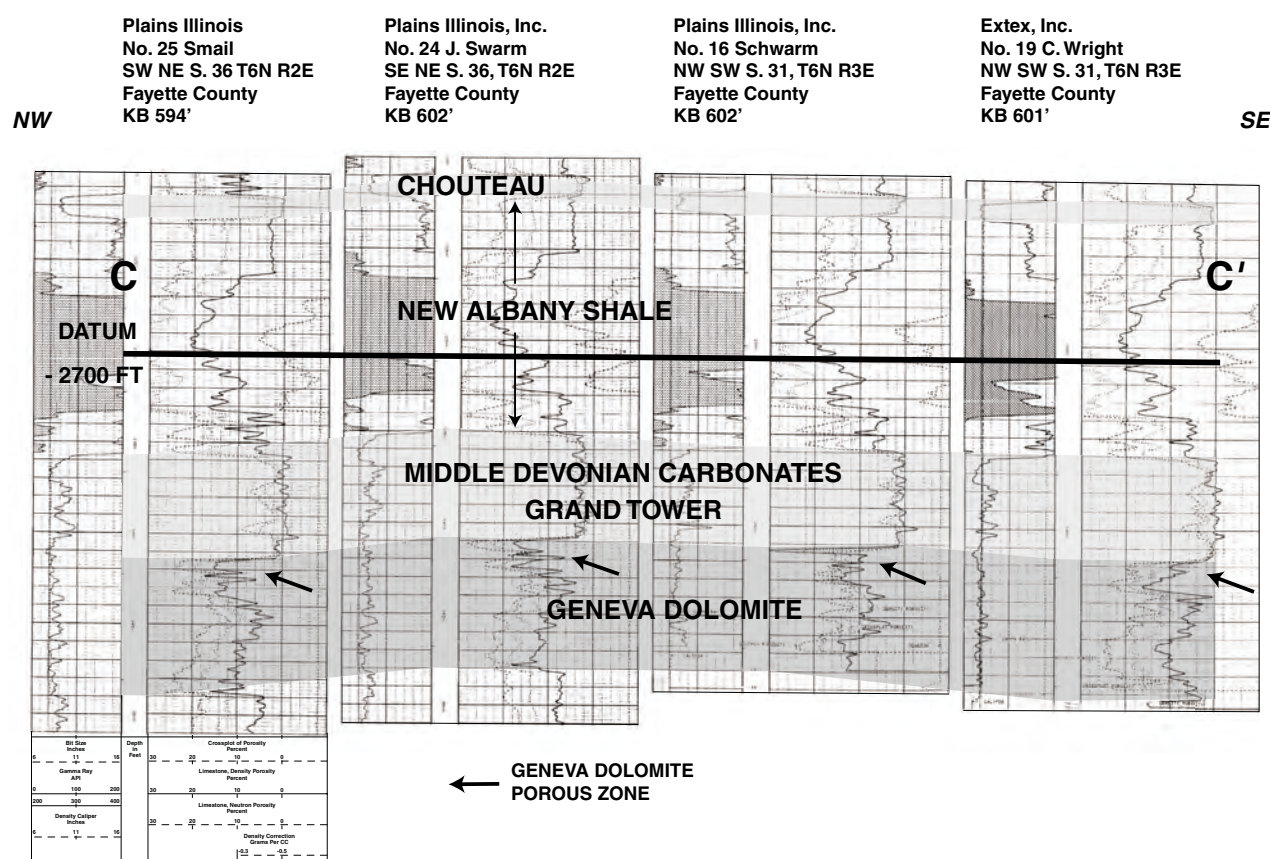 Plains Illinois
No. 25 Smail
SW NE S. 36 T6N R2E
Fayette County
KB 594’
Plains Illinois, Inc.
No. 24 J. Swarm
SE NE S. 36, T6N R2E
Fayette County
KB 602’
Plains Illinois, Inc.
No. 16 Schwarm
NW SW S. 31, T6N R3E
Fayette County
KB 602’
Extex, Inc.
No. 19 C. Wright
NW SW S. 31, T6N R3E
Fayette County
KB 601’
NW
SE
CHOUTEAU
C
C'
NEW ALBANY SHALE
DATUM
- 2700 FT
MIDDLE DEVONIAN CARBONATES
GRAND TOWER
GENEVA DOLOMITE
Bit Size
Inches
6 11 16
Gamma Ray
API
0 100 200
200 300 400
Density Caliper
Inches
6 11 16
Depth
in
Feet
Crossplot of Porosity
Percent
30 20 10 0
Limestone, Density Porosity
Percent
30 20 10 0
Limestone, Neutron Porosity
Percent
30 20 10 0
Density Correction
Grams Per CC
-0.3 -0.5
GENEVA DOLOMITE
POROUS ZONE